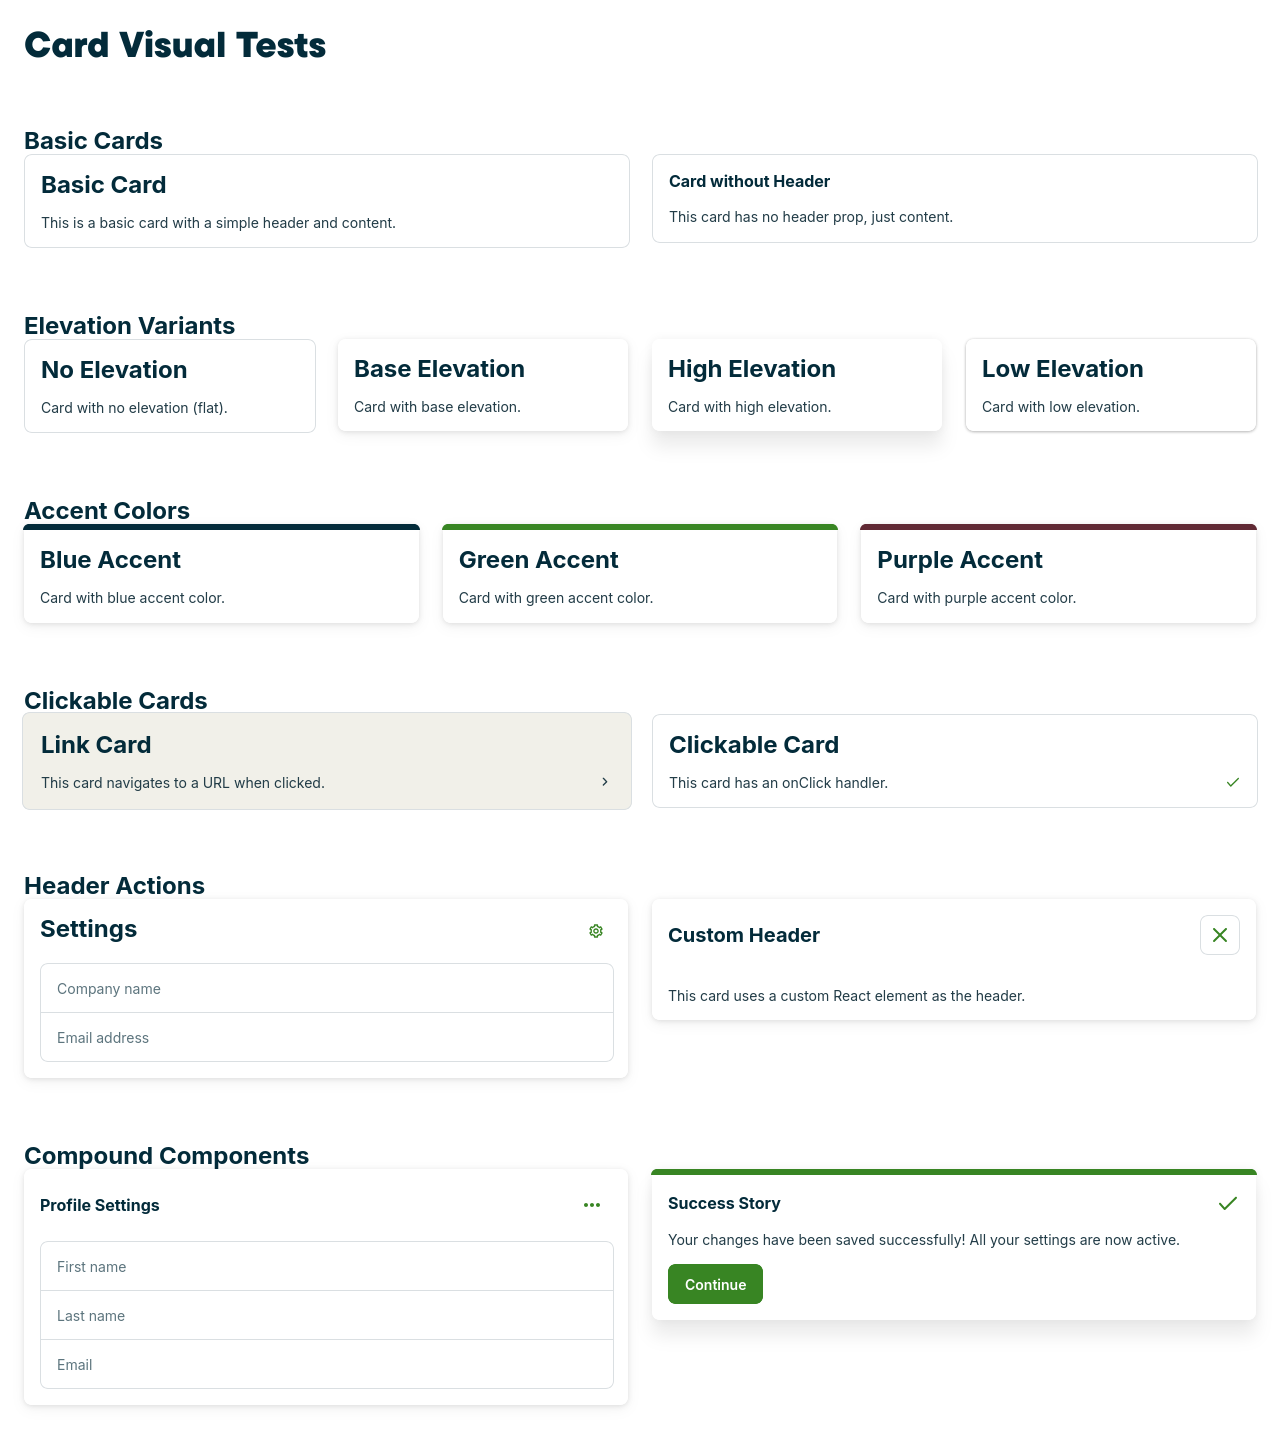 Card Visual Tests
Basic Cards
Basic Card
This is a basic card with a simple header and content.
Card without Header
This card has no header prop, just content.
Elevation Variants
No Elevation
Card with no elevation (flat).
Base Elevation
Card with base elevation.
High Elevation
Card with high elevation.
Low Elevation
Card with low elevation.
Accent Colors
Blue Accent
Card with blue accent color.
Green Accent
Card with green accent color.
Purple Accent
Card with purple accent color.
Clickable Cards
Link Card
This card navigates to a URL when clicked.
Clickable Card
This card has an onClick handler.
Header Actions
Settings
Company name
Email address
Custom Header
This card uses a custom React element as the header.
Compound Components
Profile Settings
First name
Last name
Email
Success Story
Your changes have been saved successfully! All your settings are now active.
Continue